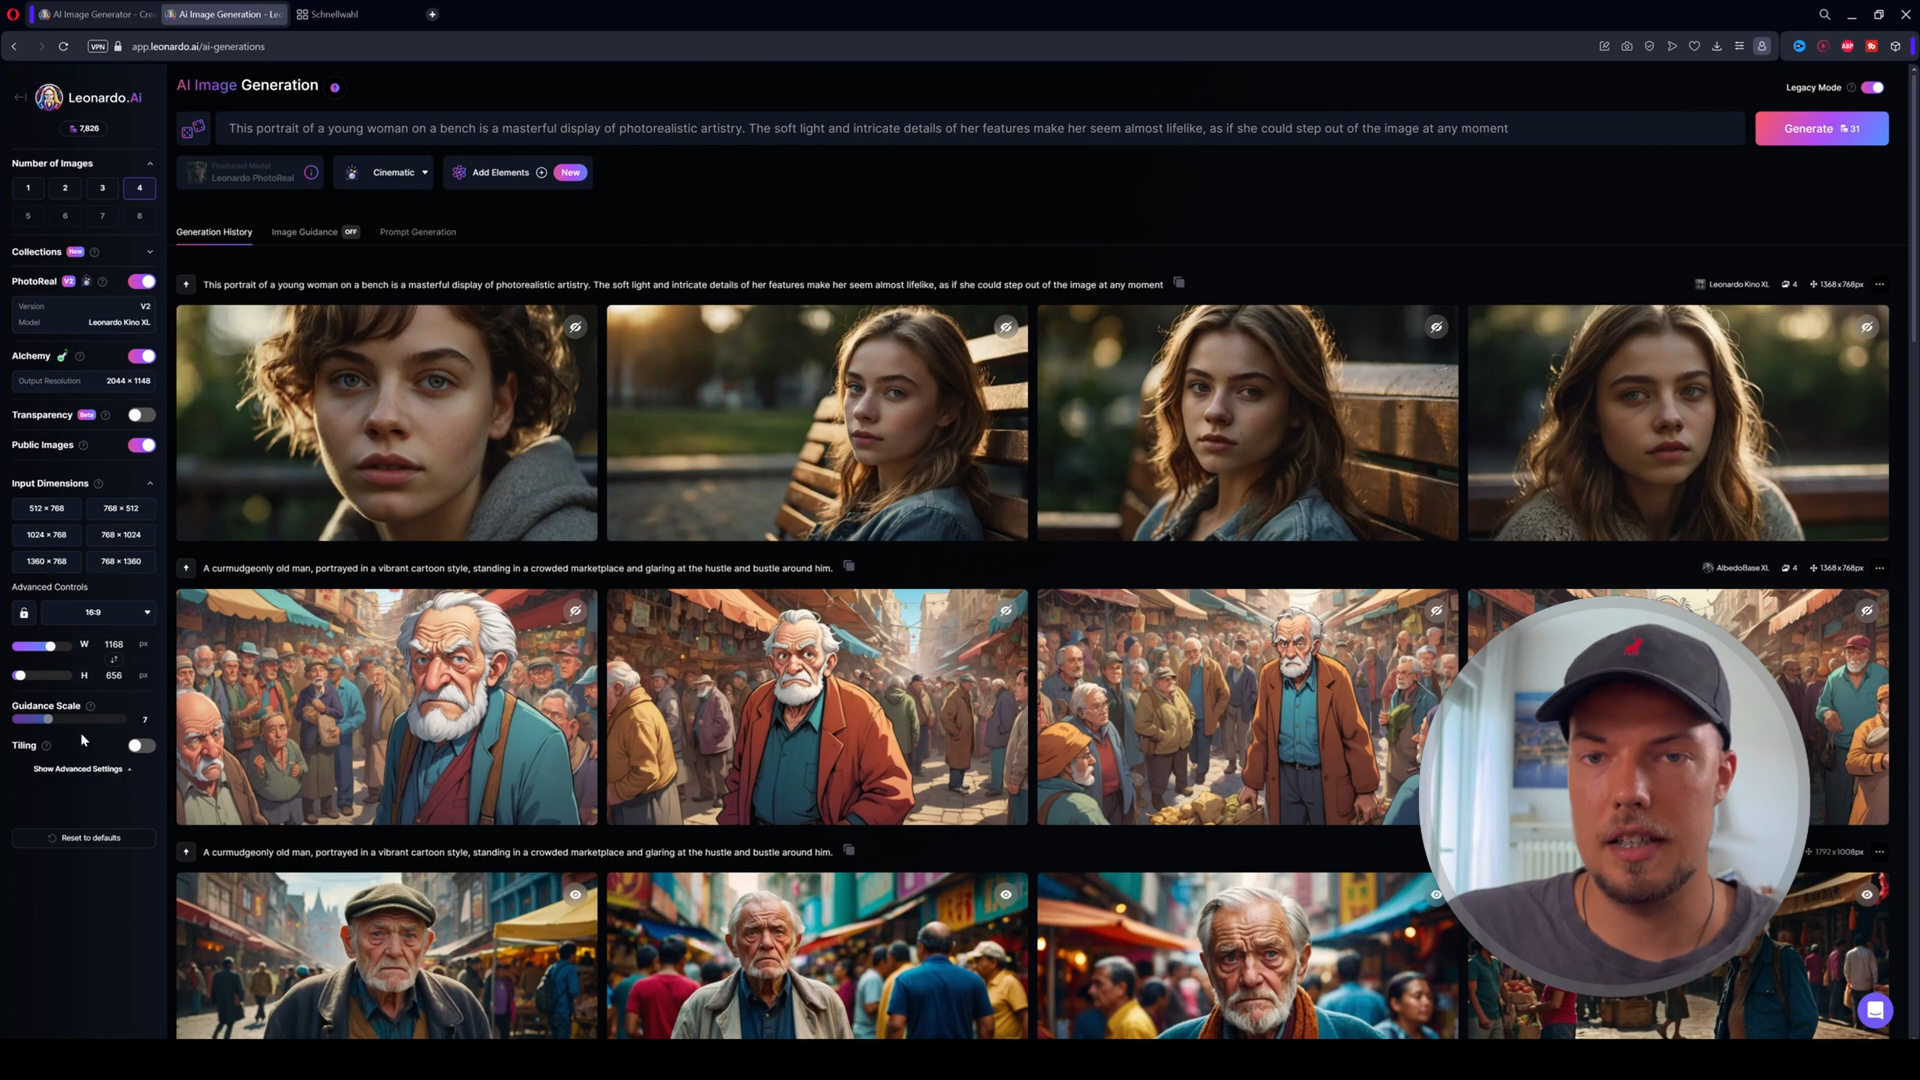 AI Image Generator - Cre
Ai Image Generation - Le
Schnellwahl
VPN
app.leonardo.ai/ai-generations
ABP
Leonardo.Ai
7,826
Number of Images
1 2 3 4
5 6 7 8
Collections New
PhotoReal V2
Version V2
Model Leonardo Kino XL
Alchemy
Output Resolution 2044 × 1148
Transparency Beta
Public Images
Input Dimensions
512 × 768 768 × 512
1024 × 768 768 × 1024
1360 × 768 768 × 1360
Advanced Controls
16:9
W 1168 px
H 656 px
Guidance Scale
7
Tiling
Show Advanced Settings
Reset to defaults
AI Image Generation
Legacy Mode
This portrait of a young woman on a bench is a masterful display of photorealistic artistry. The soft light and intricate details of her features make her seem almost lifelike, as if she could step out of the image at any moment
Generate 31
Finetuned Model
Leonardo PhotoReal
Cinematic
Add Elements New
Generation History Image Guidance OFF Prompt Generation
This portrait of a young woman on a bench is a masterful display of photorealistic artistry. The soft light and intricate details of her features make her seem almost lifelike, as if she could step out of the image at any moment
Leonardo Kino XL 4 1368x768px
A curmudgeonly old man, portrayed in a vibrant cartoon style, standing in a crowded marketplace and glaring at the hustle and bustle around him.
AlbedoBase XL 4 1368x768px
A curmudgeonly old man, portrayed in a vibrant cartoon style, standing in a crowded marketplace and glaring at the hustle and bustle around him.
1792x1008px